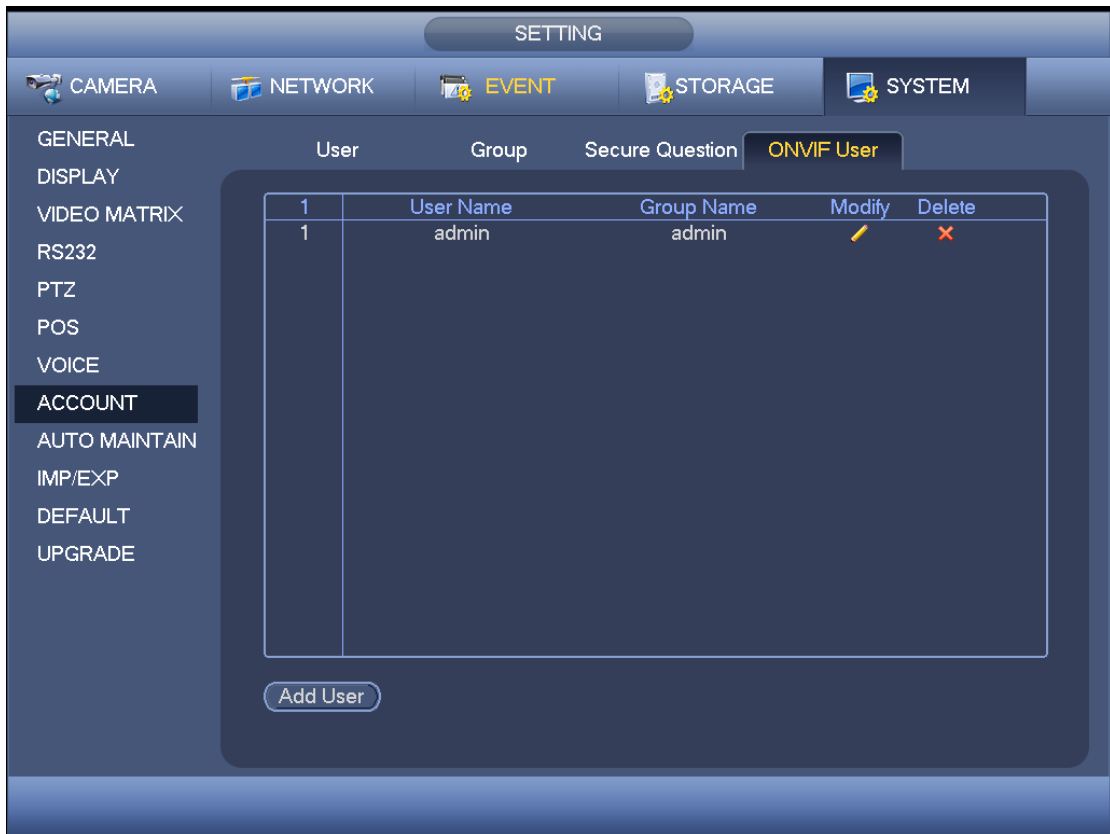 SETTING
CAMERA NETWORK EVENT STORAGE SYSTEM
GENERAL
DISPLAY
VIDEO MATRIX
RS232
PTZ
POS
VOICE
ACCOUNT
AUTO MAINTAIN
IMP/EXP
DEFAULT
UPGRADE
User Group Secure Question ONVIF User
1 User Name Group Name Modify Delete
1 admin admin
Add User